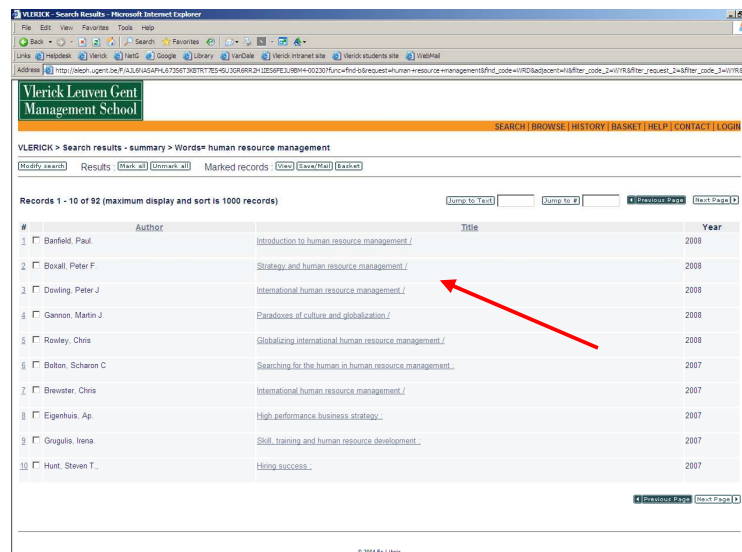 VLERICK - Search Results - Microsoft Internet Explorer
File Edit View Favorites Tools Help
Back Search Favorites
Links Helpdesk Vlerick NetG Google Library VanDale Vlerick intranet site Vlerick students site WebMail
Address
Vlerick Leuven Gent
Management School
SEARCH | BROWSE | HISTORY | BASKET | HELP | CONTACT | LOGIN
VLERICK > Search results - summary > Words= human resource management
Modify search Results : Mark all Unmark all Marked records : View Save/Mail Basket
Records 1 - 10 of 92 (maximum display and sort is 1000 records) Jump to Text Jump to # Previous Page Next Page
# Author Title Year
1 Banfield, Paul. Introduction to human resource management / 2008
2 Boxall, Peter F. Strategy and human resource management / 2008
3 Dowling, Peter J International human resource management / 2008
4 Gannon, Martin J. Paradoxes of culture and globalization / 2008
5 Rowley, Chris Globalizing international human resource management / 2008
6 Bolton, Scharon C Searching for the human in human resource management : 2007
7 Brewster, Chris International human resource management / 2007
8 Eigenhuis, Ap. High performance business strategy : 2007
9 Grugulis, Irena. Skill, training and human resource development : 2007
10 Hunt, Steven T., Hiring success : 2007
Previous Page Next Page